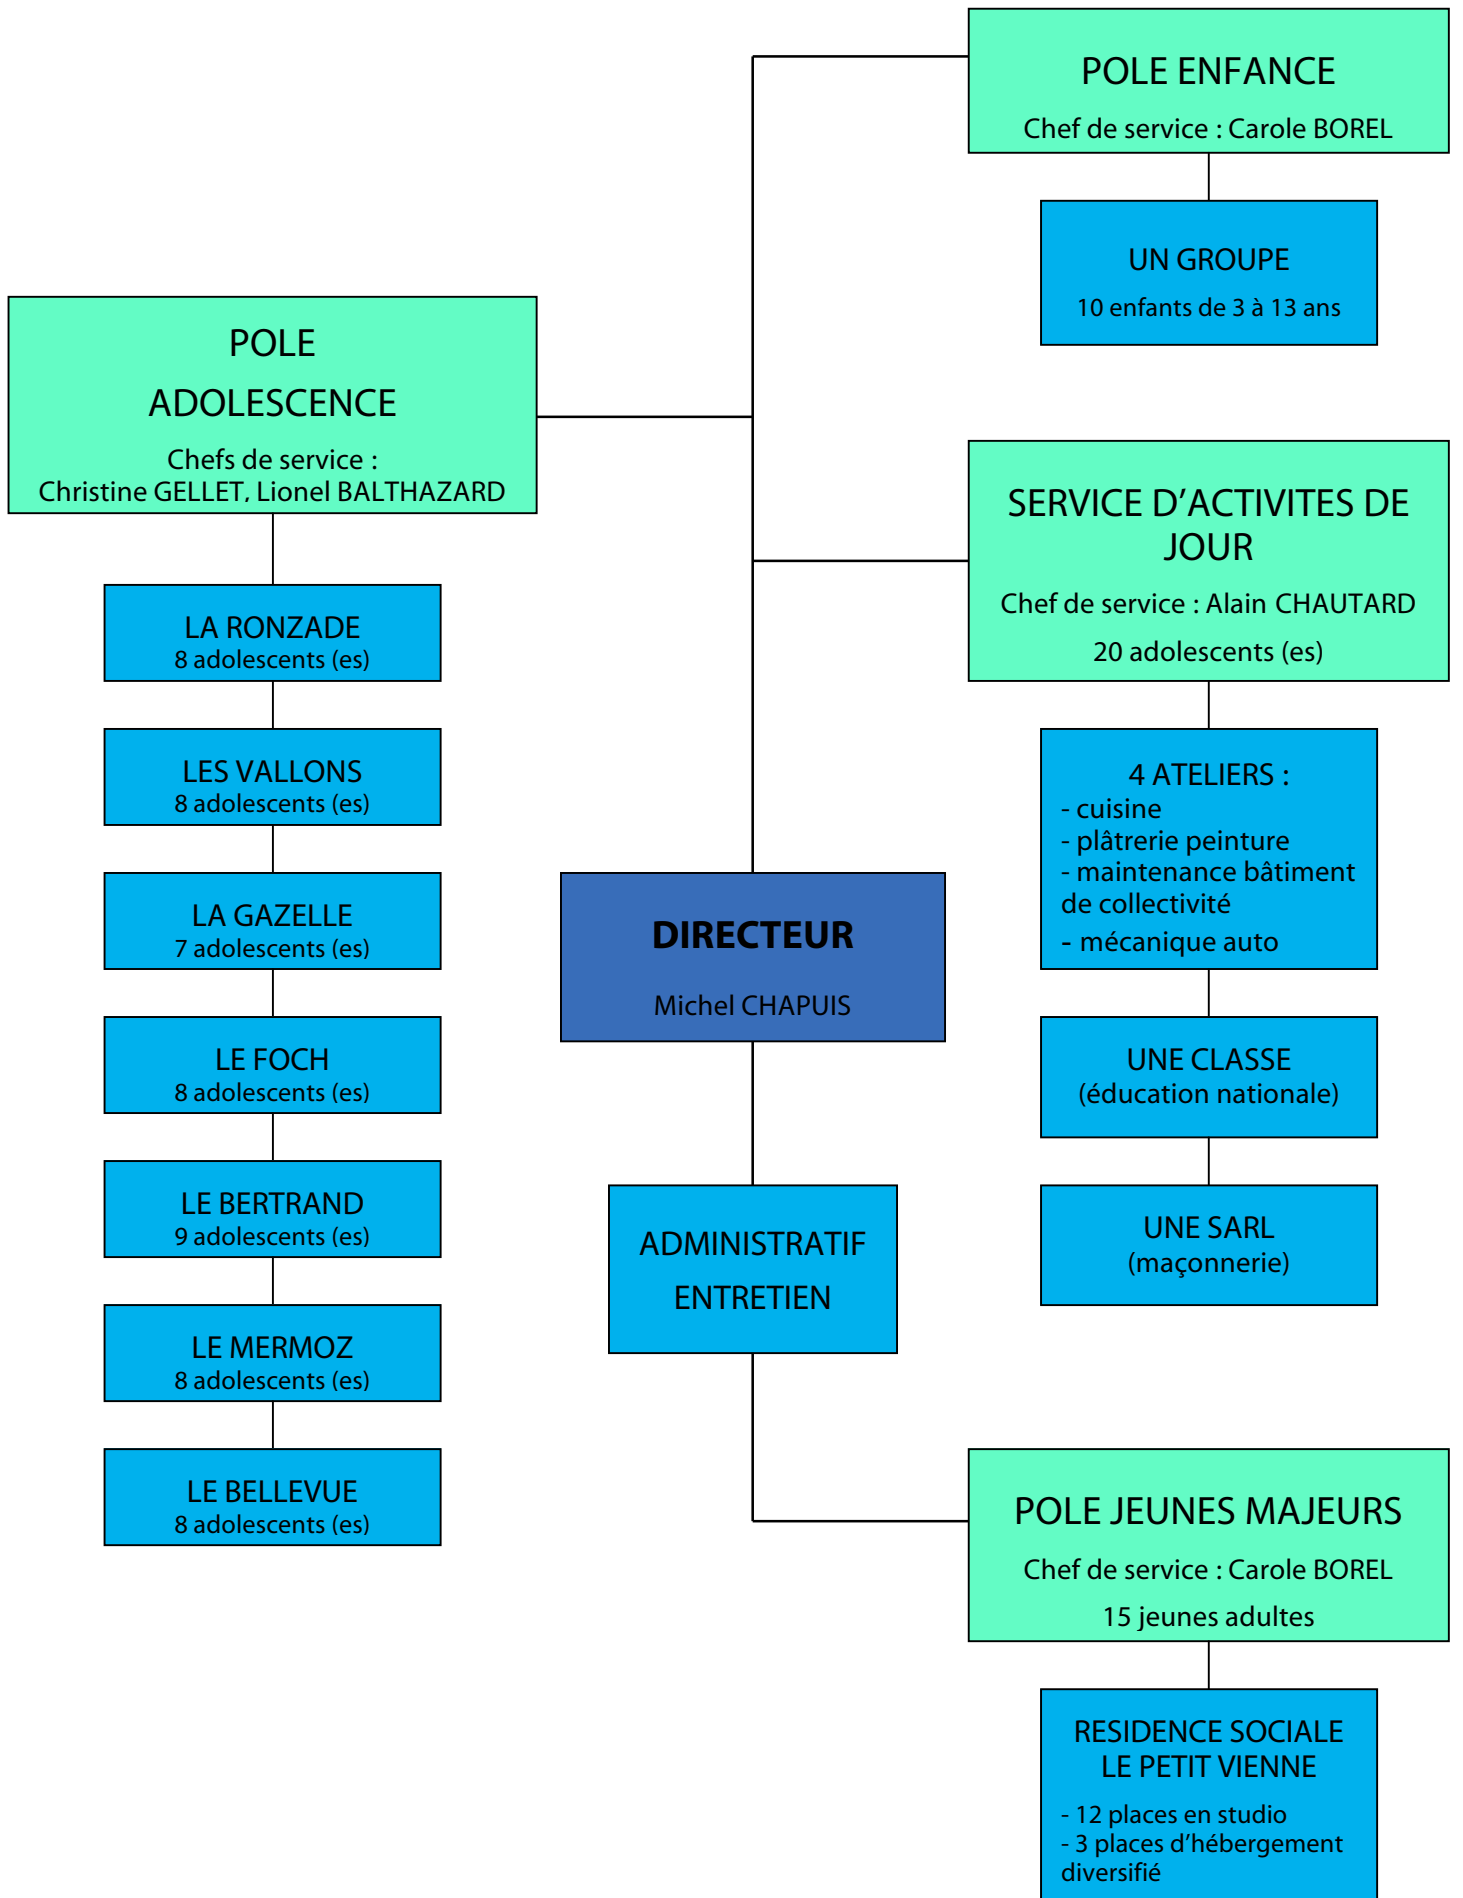 POLE ENFANCE
Chef de service : Carole BOREL
UN GROUPE
10 enfants de 3 à 13 ans
POLE
ADOLESCENCE
Chefs de service :
Christine GELLET, Lionel BALTHAZARD
LA RONZADE
8 adolescents (es)
LES VALLONS
8 adolescents (es)
LA GAZELLE
7 adolescents (es)
LE FOCH
8 adolescents (es)
LE BERTRAND
9 adolescents (es)
LE MERMOZ
8 adolescents (es)
LE BELLEVUE
8 adolescents (es)
DIRECTEUR
Michel CHAPUIS
ADMINISTRATIF
ENTRETIEN
SERVICE D’ACTIVITES DE
JOUR
Chef de service : Alain CHAUTARD
20 adolescents (es)
4 ATELIERS :
- cuisine
- plâtrerie peinture
- maintenance bâtiment
de collectivité
- mécanique auto
UNE CLASSE
(éducation nationale)
UNE SARL
(maçonnerie)
POLE JEUNES MAJEURS
Chef de service : Carole BOREL
15 jeunes adultes
RESIDENCE SOCIALE
LE PETIT VIENNE
- 12 places en studio
- 3 places d’hébergement
diversifié